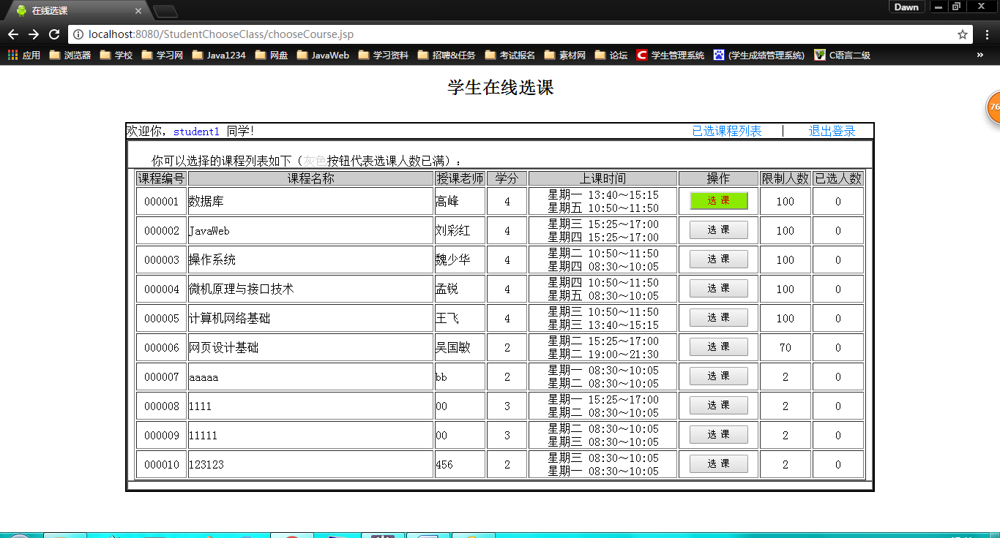 在线选课
Dawn
localhost:8080/StudentChooseClass/chooseCourse.jsp
应用 浏览器 学校 学习网 Java1234 网盘 JavaWeb 学习资料 招聘&任务 考试报名 素材网 论坛 学生管理系统 (学生成绩管理系统) C语言二级 »
学生在线选课
76
欢迎你，student1 同学！ 已选课程列表 | 退出登录
你可以选择的课程列表如下（灰色按钮代表选课人数已满）：
课程编号 课程名称 授课老师 学分 上课时间 操作 限制人数 已选人数
000001 数据库 高峰 4 星期一 13:40～15:15 选 课 100 0
星期五 10:50～11:50
000002 JavaWeb 刘彩红 4 星期三 15:25～17:00 选 课 100 0
星期四 15:25～17:00
000003 操作系统 魏少华 4 星期二 10:50～11:50 选 课 100 0
星期四 08:30～10:05
000004 微机原理与接口技术 孟锐 4 星期四 10:50～11:50 选 课 100 0
星期五 08:30～10:05
000005 计算机网络基础 王飞 4 星期三 10:50～11:50 选 课 100 0
星期三 13:40～15:15
000006 网页设计基础 吴国敏 2 星期二 15:25～17:00 选 课 70 0
星期二 19:00～21:30
000007 aaaaa bb 2 星期一 08:30～10:05 选 课 2 0
星期二 08:30～10:05
000008 1111 00 3 星期一 15:25～17:00 选 课 2 0
星期二 08:30～10:05
000009 11111 00 3 星期二 08:30～10:05 选 课 2 0
星期三 08:30～10:05
000010 123123 456 2 星期三 08:30～10:05 选 课 2 0
星期一 08:30～10:05